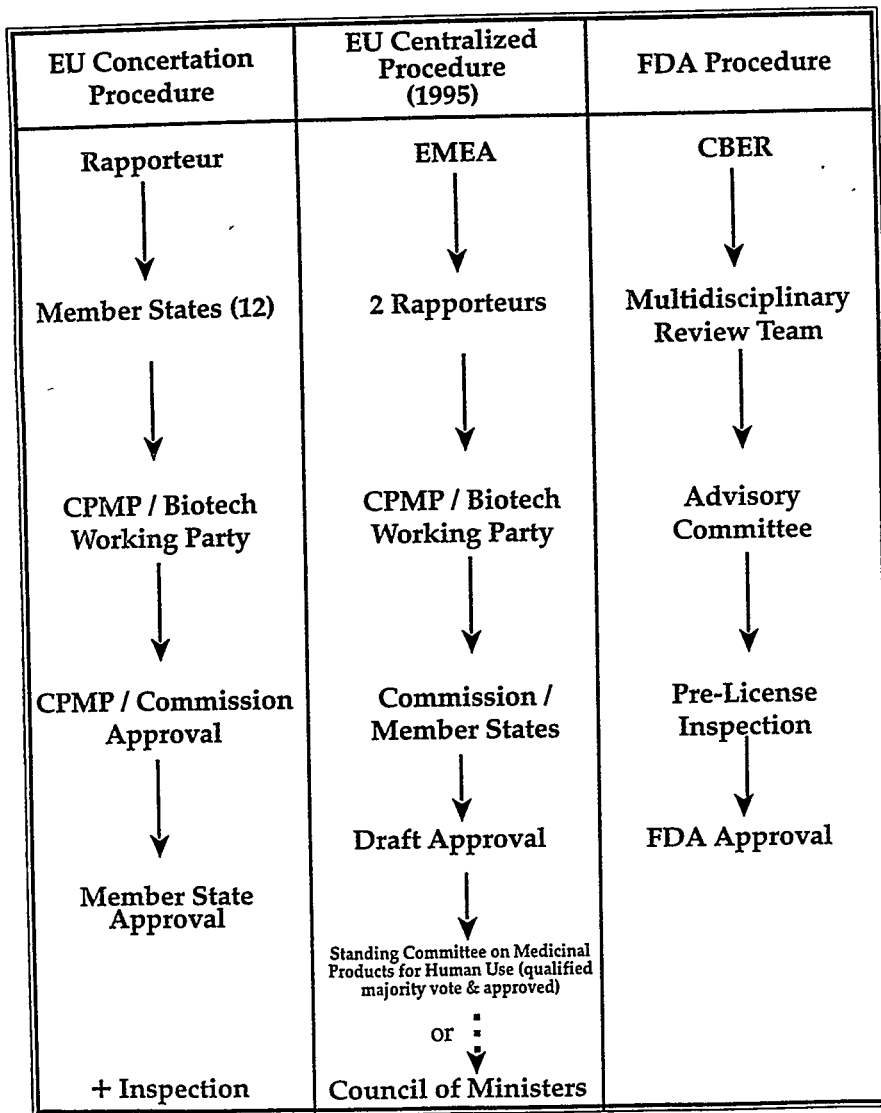 EU Concertation
Procedure
EU Centralized
Procedure
(1995)
FDA Procedure
Rapporteur
Member States (12)
CPMP / Biotech
Working Party
CPMP / Commission
Approval
Member State
Approval
+ Inspection
EMEA
2 Rapporteurs
CPMP / Biotech
Working Party
Commission /
Member States
Draft Approval
Standing Committee on Medicinal
Products for Human Use (qualified
majority vote & approved)
or
Council of Ministers
CBER
Multidisciplinary
Review Team
Advisory
Committee
Pre-License
Inspection
FDA Approval